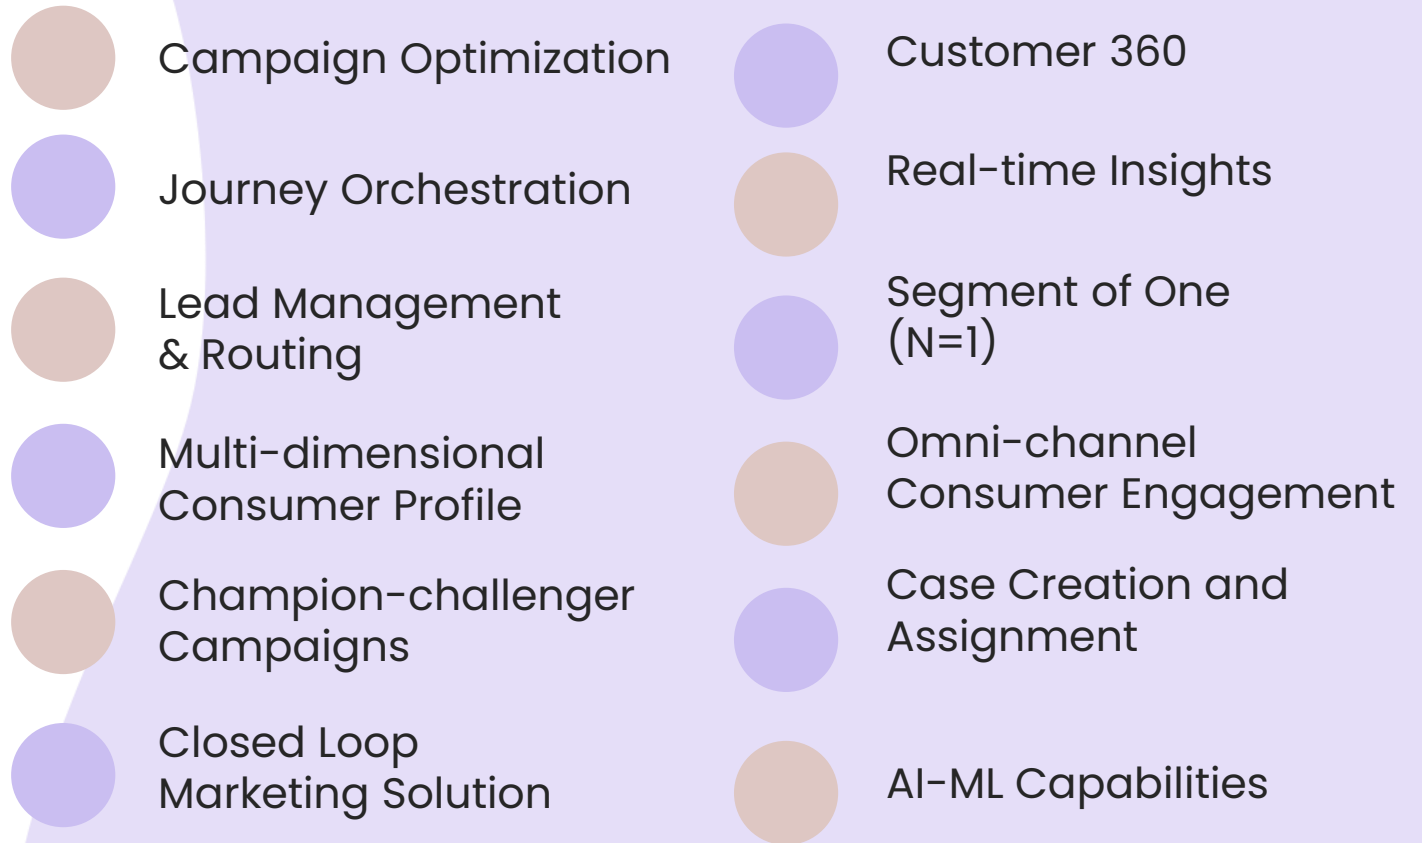 Campaign Optimization
Journey Orchestration
Lead Management
& Routing
Multi-dimensional
Consumer Profile
Champion-challenger
Campaigns
Closed Loop
Marketing Solution
Customer 360
Real-time Insights
Segment of One
(N=1)
Omni-channel
Consumer Engagement
Case Creation and
Assignment
AI-ML Capabilities